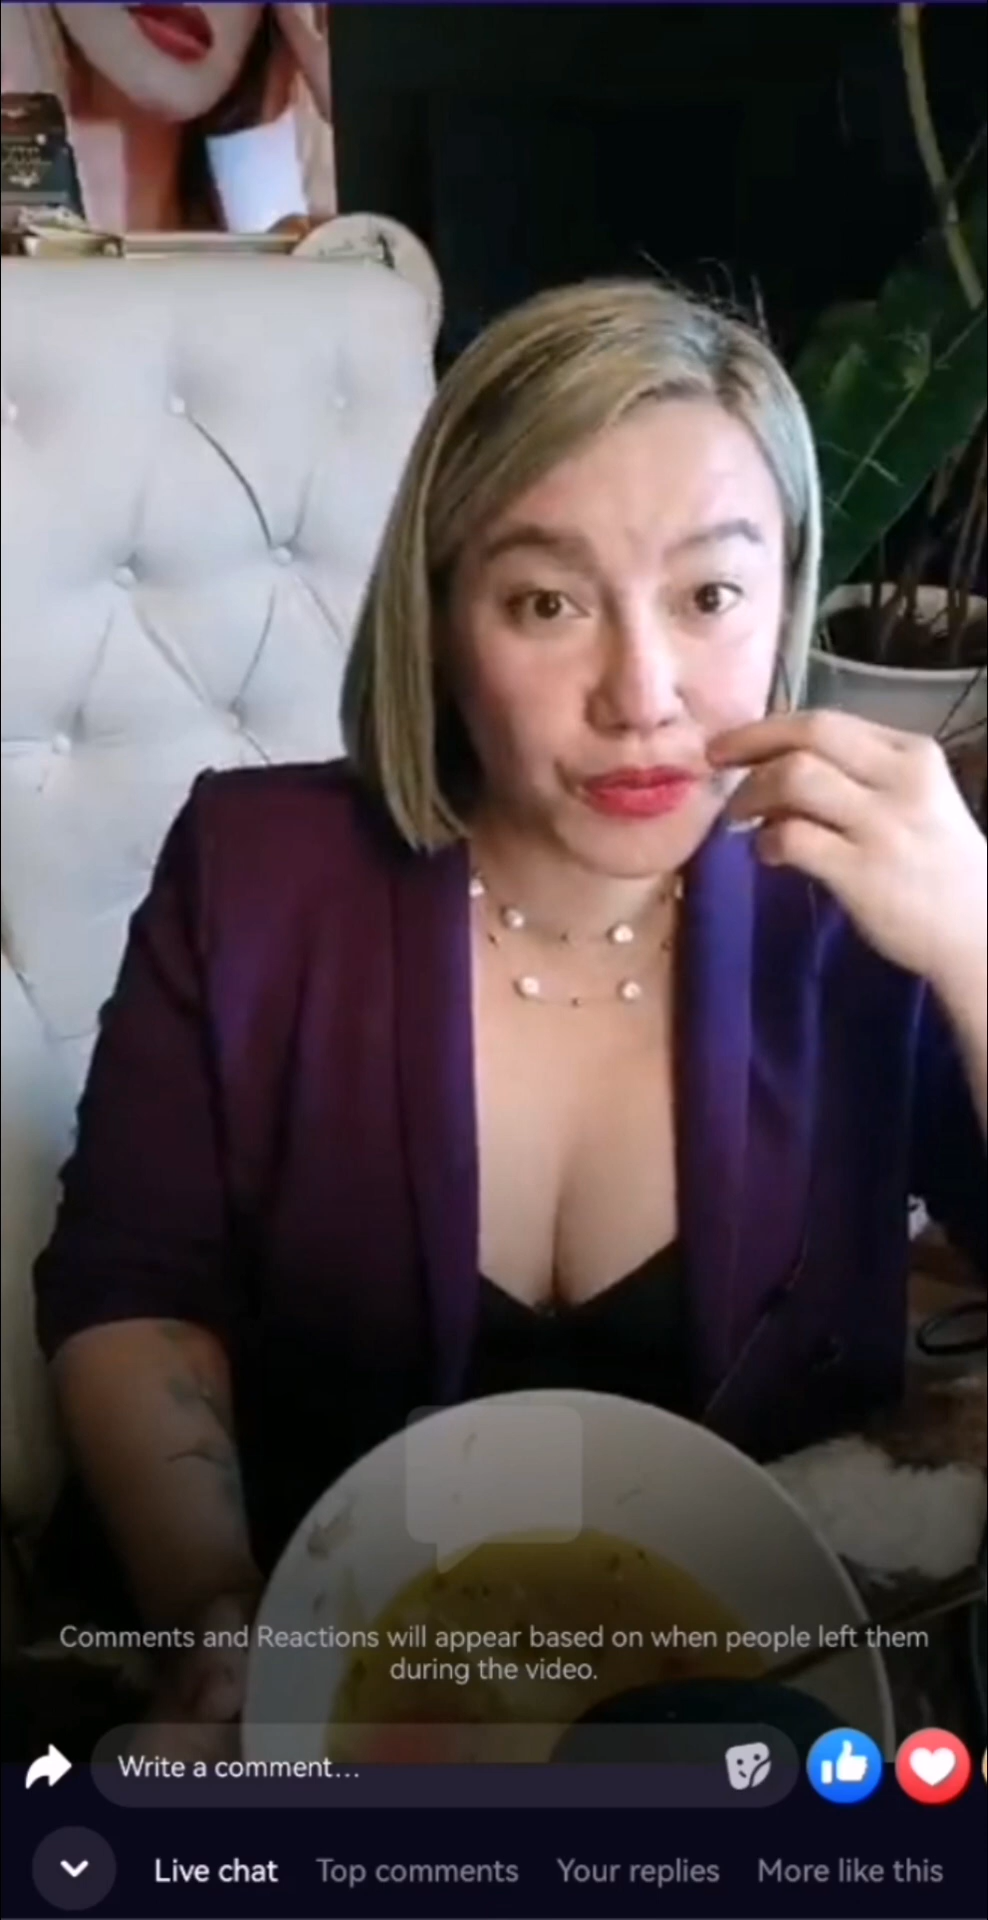 Comments and Reactions will appear based on when people left them
during the video.
Write a comment...
Live chat
Top comments
Your replies
More like this